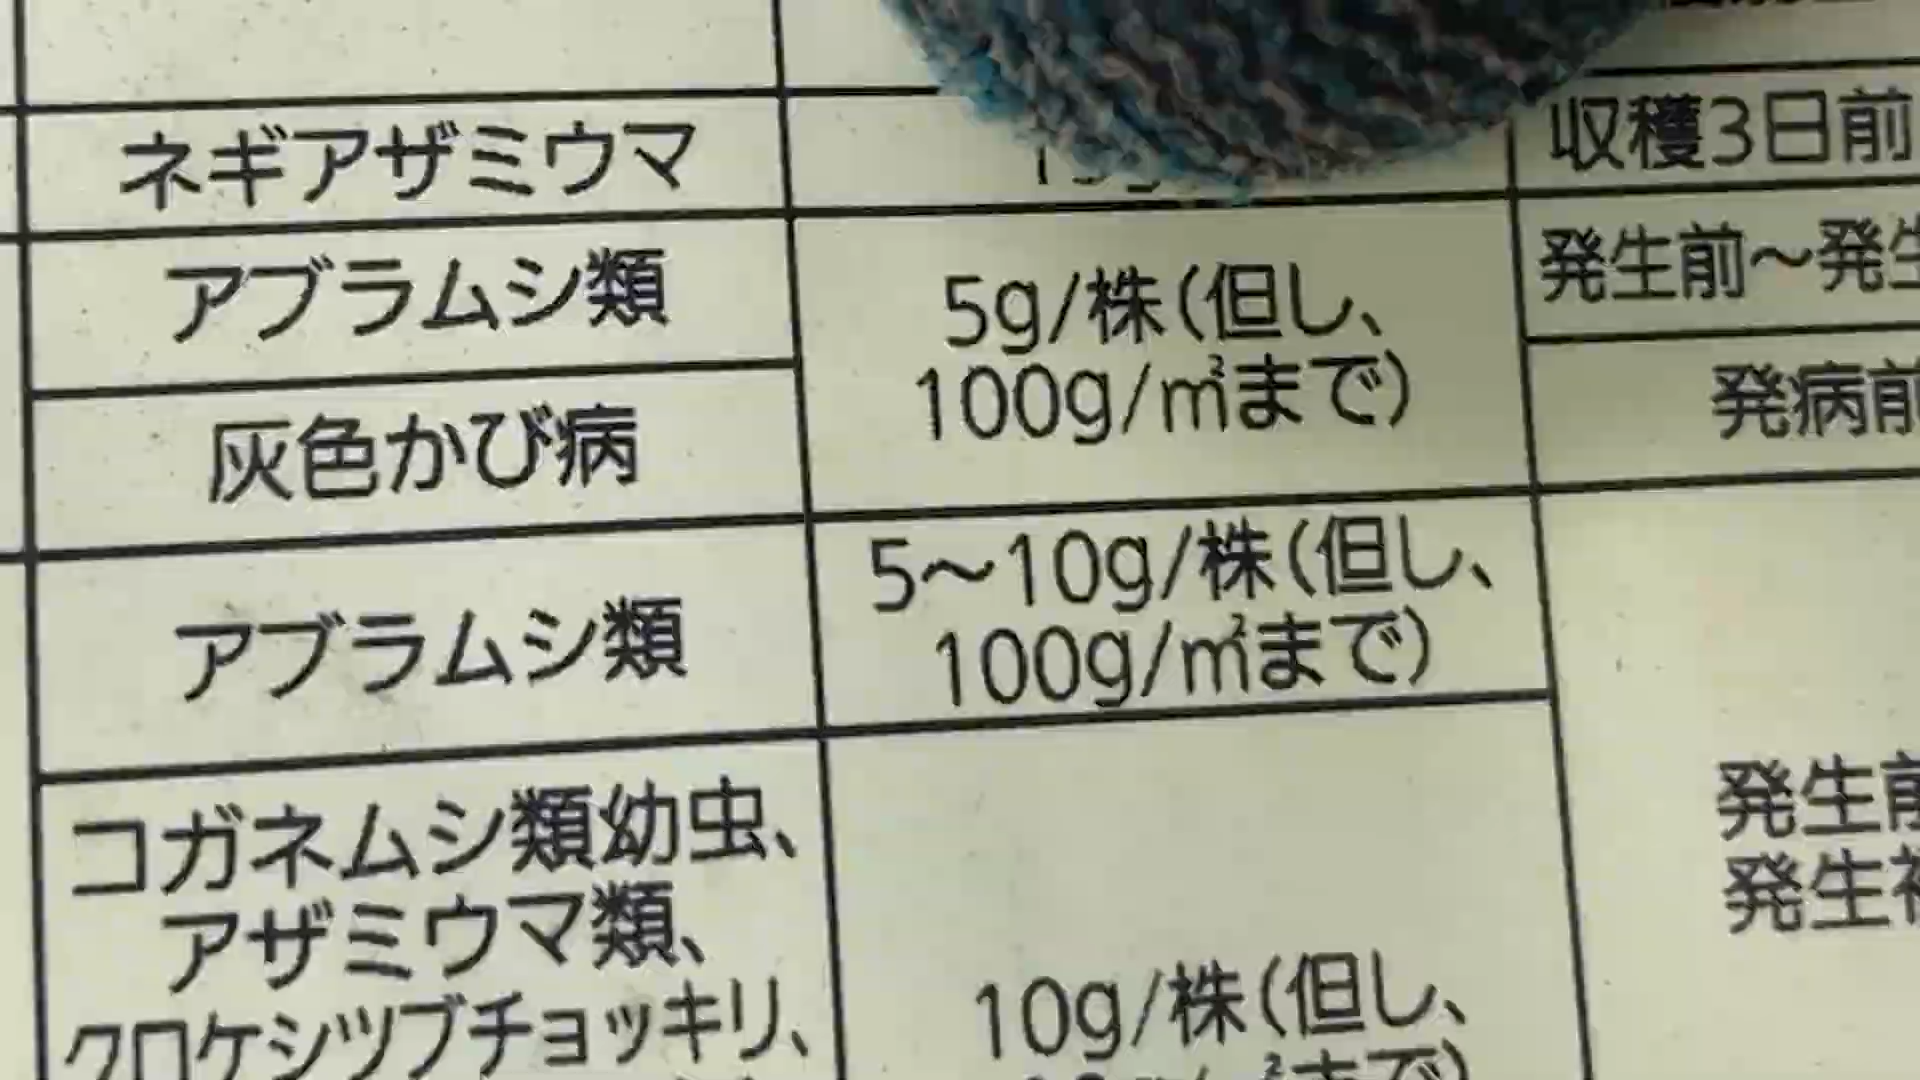 ネギアザミウマ
収穫3日前
アブラムシ類
5g/株(但し、
100g/㎡まで)
発生前～発生
灰色かび病
発病前
アブラムシ類
5～10g/株(但し、
100g/㎡まで)
コガネムシ類幼虫、
アザミウマ類、
クロケシツブチョッキリ、
10g/株(但し、
発生前
発生初